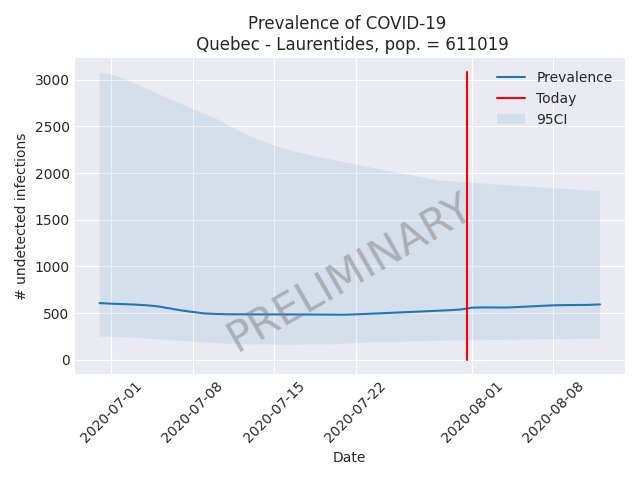 Prevalence of COVID-19
Quebec - Laurentides, pop. = 611019
Prevalence
Today
95CI
3000
2500
2000
1500
1000
500
0
# undetected infections
PRELIMINARY
2020-07-01
2020-07-08
2020-07-15
2020-07-22
2020-08-01
2020-08-08
Date